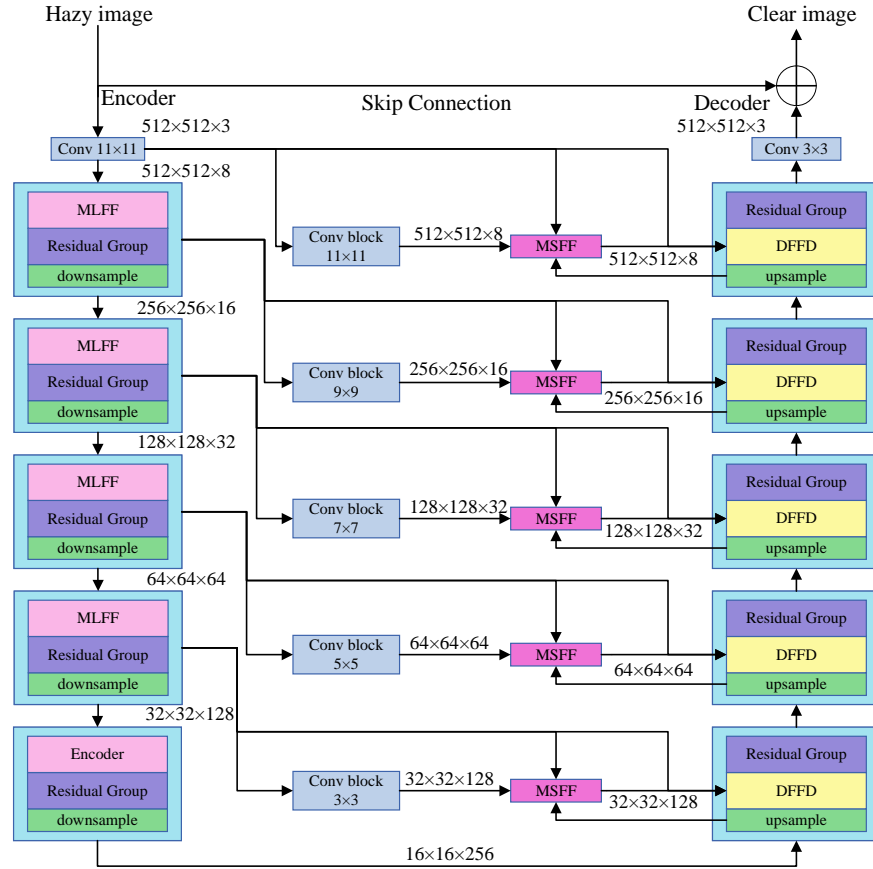 Hazy image
Clear image
Encoder
Skip Connection
Decoder
512×512×3
512×512×3
Conv 11×11
Conv 3×3
512×512×8
MLFF
Residual Group
downsample
Conv block
11×11
512×512×8
MSFF
512×512×8
Residual Group
DFFD
upsample
256×256×16
MLFF
Residual Group
downsample
Conv block
9×9
256×256×16
MSFF
256×256×16
Residual Group
DFFD
upsample
128×128×32
MLFF
Residual Group
downsample
Conv block
7×7
128×128×32
MSFF
128×128×32
Residual Group
DFFD
upsample
64×64×64
MLFF
Residual Group
downsample
Conv block
5×5
64×64×64
MSFF
64×64×64
Residual Group
DFFD
upsample
32×32×128
Encoder
Residual Group
downsample
Conv block
3×3
32×32×128
MSFF
32×32×128
Residual Group
DFFD
upsample
16×16×256